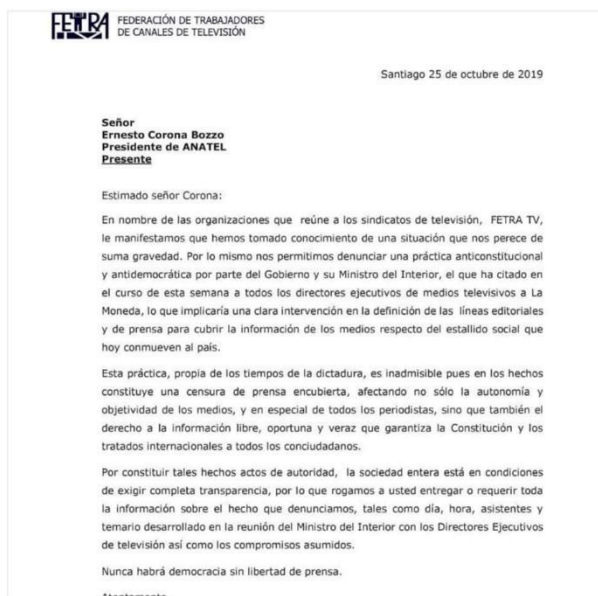 FETRA
FEDERACIÓN DE TRABAJADORES
DE CANALES DE TELEVISIÓN
Santiago 25 de octubre de 2019
Señor
Ernesto Corona Bozzo
Presidente de ANATEL
Presente
Estimado señor Corona:
En nombre de las organizaciones que reúne a los sindicatos de televisión, FETRA TV,
le manifestamos que hemos tomado conocimiento de una situación que nos perece de
suma gravedad. Por lo mismo nos permitimos denunciar una práctica anticonstitucional
y antidemocrática por parte del Gobierno y su Ministro del Interior, el que ha citado en
el curso de esta semana a todos los directores ejecutivos de medios televisivos a La
Moneda, lo que implicaría una clara intervención en la definición de las líneas editoriales
y de prensa para cubrir la información de los medios respecto del estallido social que
hoy conmueven al país.
Esta práctica, propia de los tiempos de la dictadura, es inadmisible pues en los hechos
constituye una censura de prensa encubierta, afectando no sólo la autonomía y
objetividad de los medios, y en especial de todos los periodistas, sino que también el
derecho a la información libre, oportuna y veraz que garantiza la Constitución y los
tratados internacionales a todos los conciudadanos.
Por constituir tales hechos actos de autoridad, la sociedad entera está en condiciones
de exigir completa transparencia, por lo que rogamos a usted entregar o requerir toda
la información sobre el hecho que denunciamos, tales como día, hora, asistentes y
temario desarrollado en la reunión del Ministro del Interior con los Directores Ejecutivos
de televisión así como los compromisos asumidos.
Nunca habrá democracia sin libertad de prensa.
Atentamente